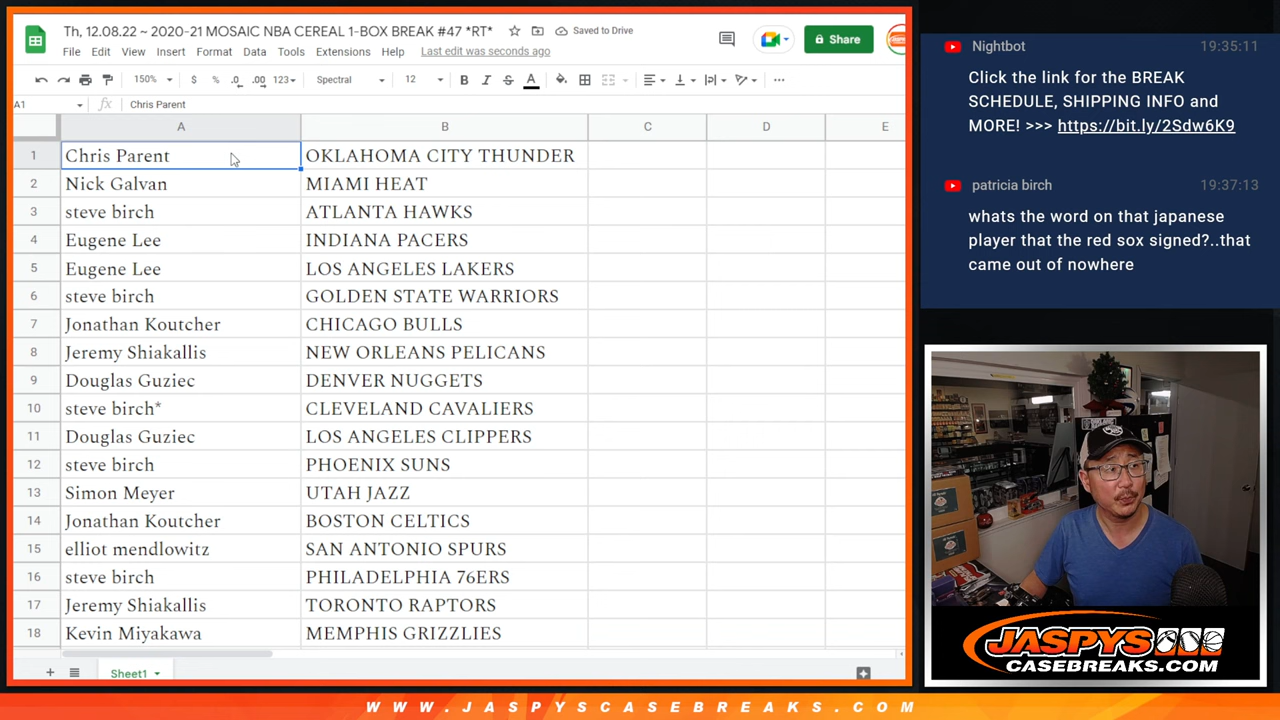 Th, 12.08.22 ~ 2020-21 MOSAIC NBA CEREAL 1-BOX BREAK #47 *RT*
Saved to Drive
File Edit View Insert Format Data Tools Extensions Help Last edit was seconds ago
Share
150% $ % .0 .00 123 Spectral 12 B I S A
A1 fx Chris Parent
A B C D E
1 Chris Parent OKLAHOMA CITY THUNDER
2 Nick Galvan MIAMI HEAT
3 steve birch ATLANTA HAWKS
4 Eugene Lee INDIANA PACERS
5 Eugene Lee LOS ANGELES LAKERS
6 steve birch GOLDEN STATE WARRIORS
7 Jonathan Koutcher CHICAGO BULLS
8 Jeremy Shiakallis NEW ORLEANS PELICANS
9 Douglas Guziec DENVER NUGGETS
10 steve birch* CLEVELAND CAVALIERS
11 Douglas Guziec LOS ANGELES CLIPPERS
12 steve birch PHOENIX SUNS
13 Simon Meyer UTAH JAZZ
14 Jonathan Koutcher BOSTON CELTICS
15 elliot mendlowitz SAN ANTONIO SPURS
16 steve birch PHILADELPHIA 76ERS
17 Jeremy Shiakallis TORONTO RAPTORS
18 Kevin Miyakawa MEMPHIS GRIZZLIES
Sheet1
Nightbot 19:35:11
Click the link for the BREAK
SCHEDULE, SHIPPING INFO and
MORE! >>> https://bit.ly/2Sdw6K9
patricia birch 19:37:13
whats the word on that japanese
player that the red sox signed?..that
came out of nowhere
JASPYS
CASEBREAKS.COM
WWW.JASPYSCASEBREAKS.COM